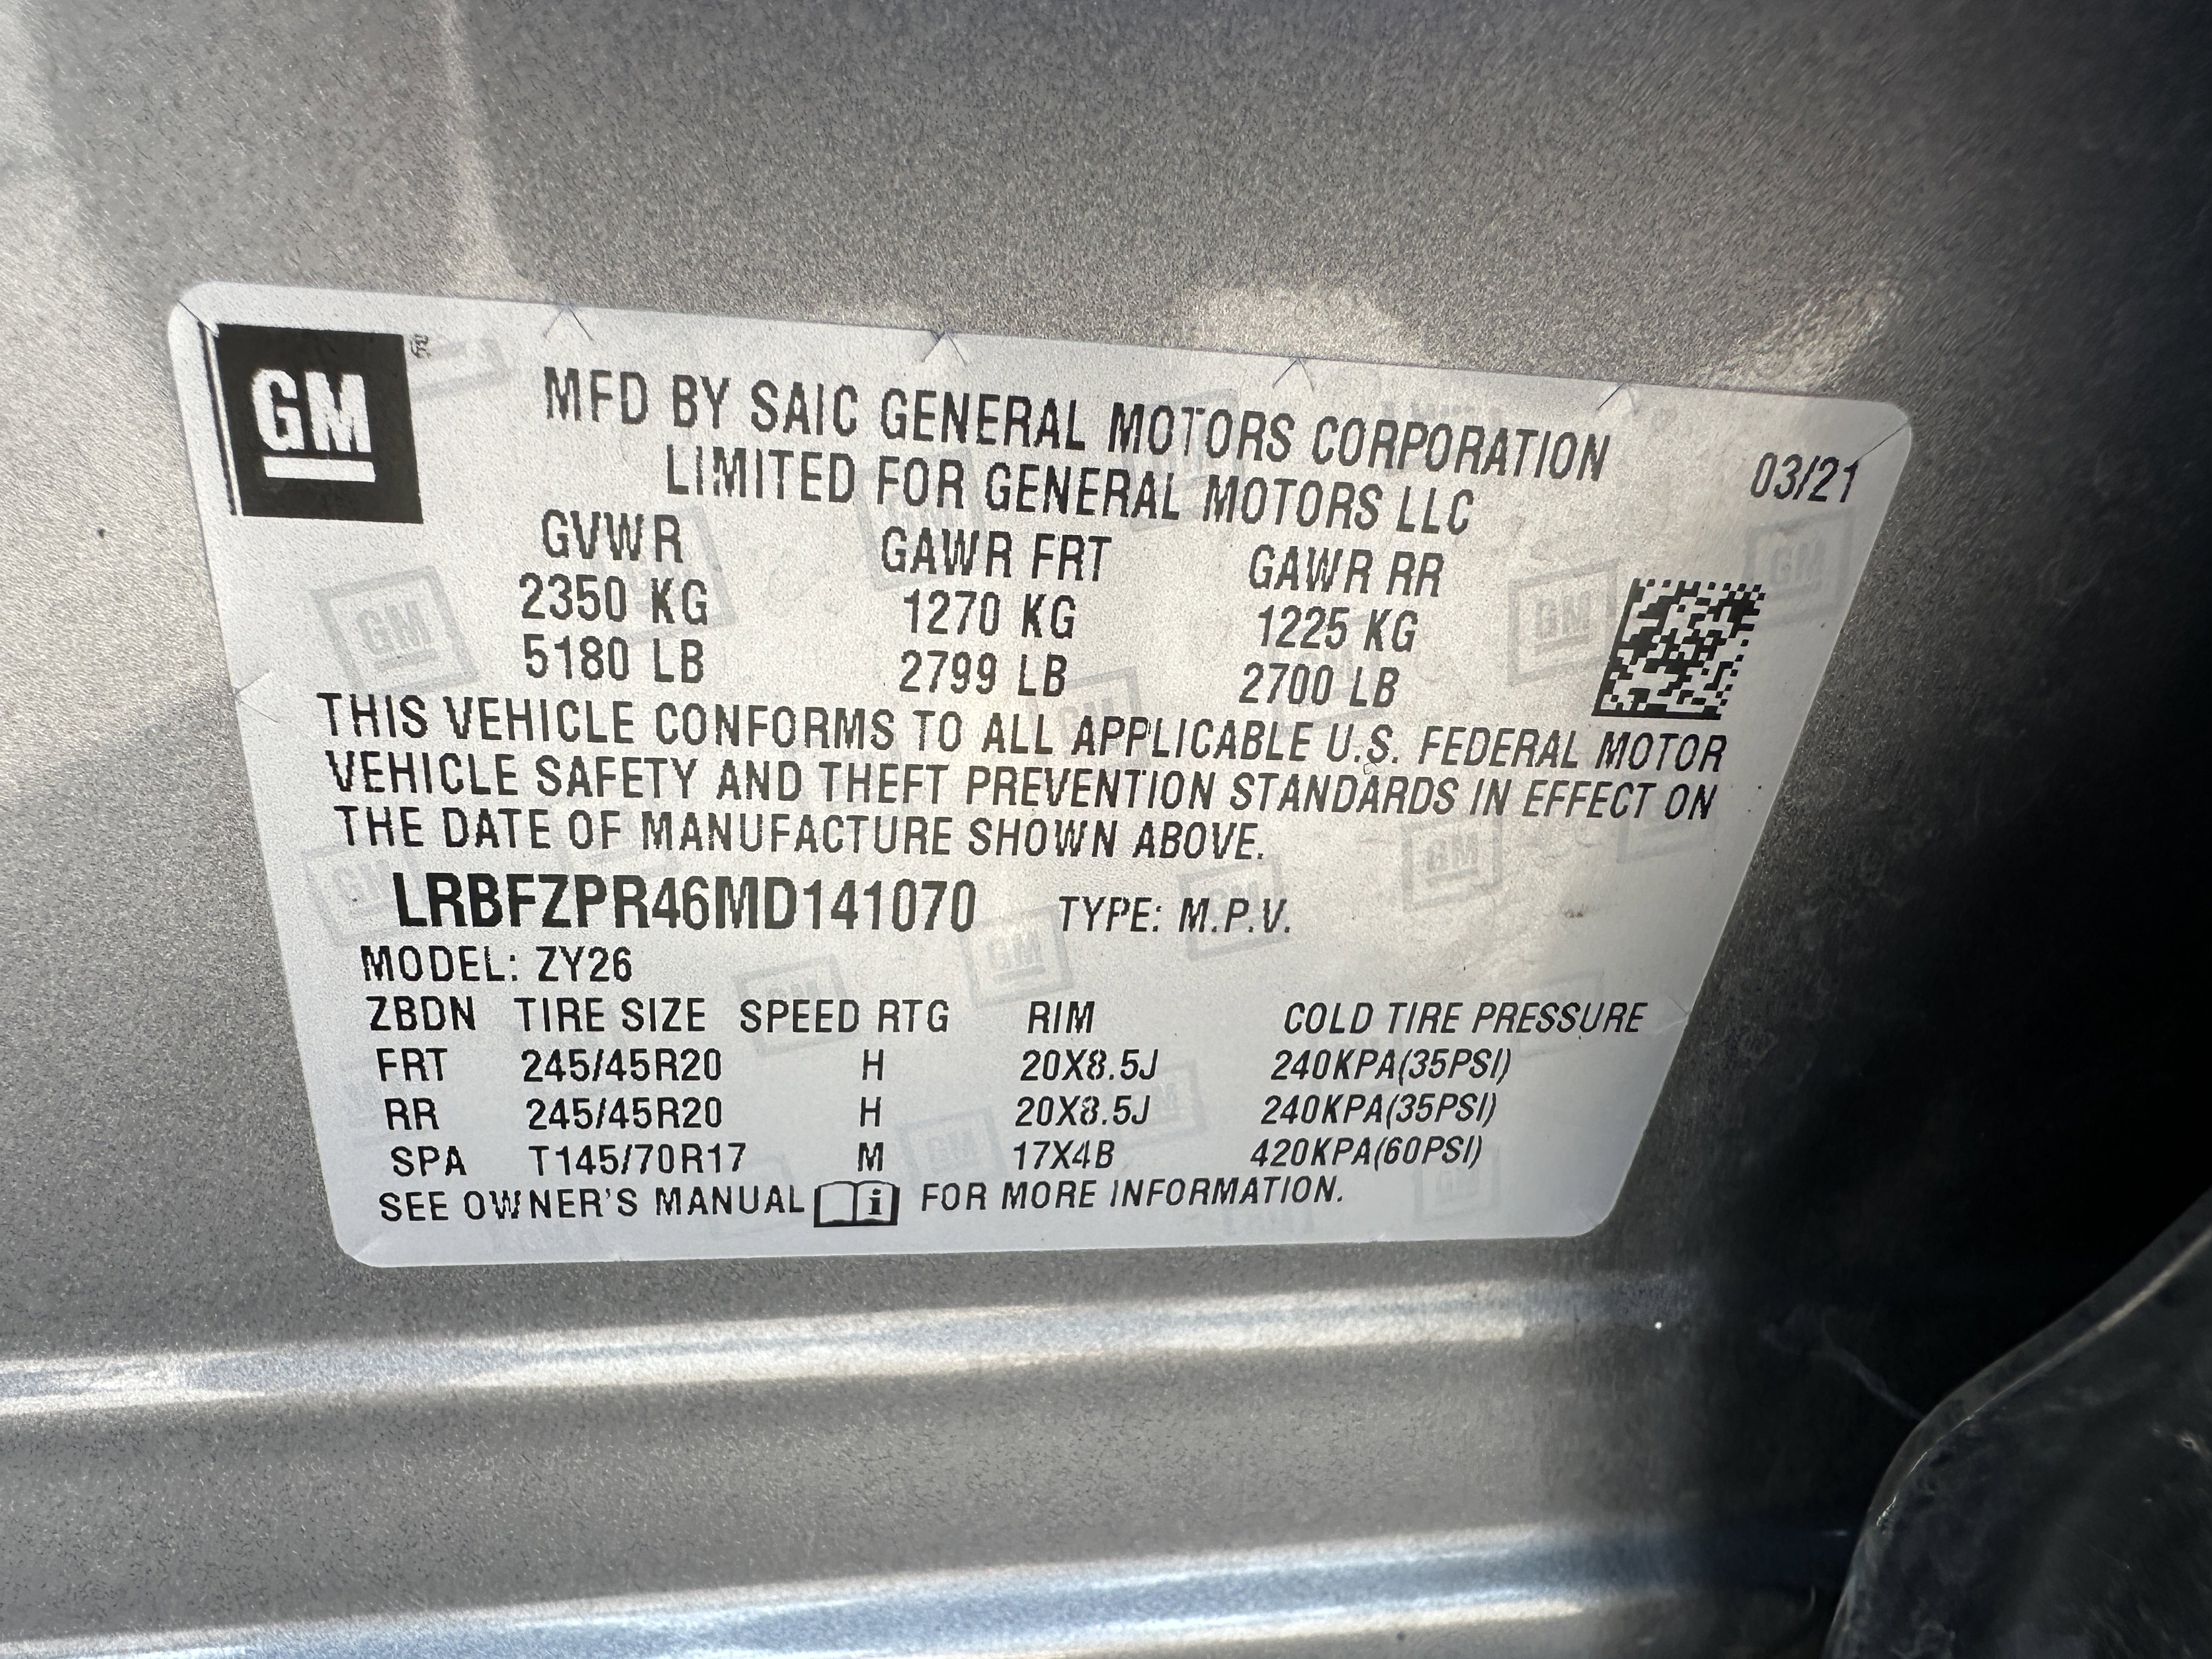 GM ®
MFD BY SAIC GENERAL MOTORS CORPORATION
LIMITED FOR GENERAL MOTORS LLC
03/21
GVWR GAWR FRT GAWR RR
2350 KG 1270 KG 1225 KG
5180 LB 2799 LB 2700 LB
THIS VEHICLE CONFORMS TO ALL APPLICABLE U.S. FEDERAL MOTOR
VEHICLE SAFETY AND THEFT PREVENTION STANDARDS IN EFFECT ON
THE DATE OF MANUFACTURE SHOWN ABOVE.
LRBFZPR46MD141070 TYPE: M.P.V.
MODEL: ZY26
ZBDN TIRE SIZE SPEED RTG RIM COLD TIRE PRESSURE
FRT 245/45R20 H 20X8.5J 240KPA(35PSI)
RR 245/45R20 H 20X8.5J 240KPA(35PSI)
SPA T145/70R17 M 17X4B 420KPA(60PSI)
SEE OWNER'S MANUAL i FOR MORE INFORMATION.